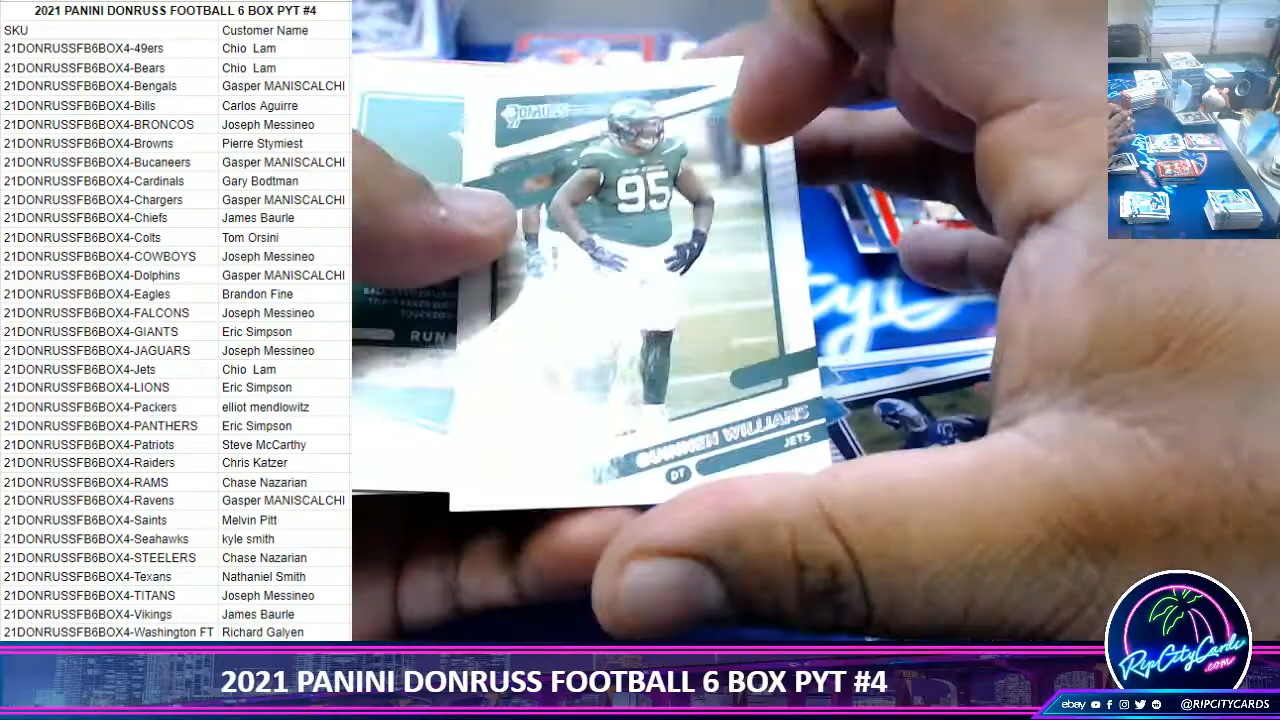 2021 PANINI DONRUSS FOOTBALL 6 BOX PYT #4
SKU Customer Name
21DONRUSSFB6BOX4-49ers Chio Lam
21DONRUSSFB6BOX4-Bears Chio Lam
21DONRUSSFB6BOX4-Bengals Gasper MANISCALCHI
21DONRUSSFB6BOX4-Bills Carlos Aguirre
21DONRUSSFB6BOX4-BRONCOS Joseph Messineo
21DONRUSSFB6BOX4-Browns Pierre Stymiest
21DONRUSSFB6BOX4-Bucaneers Gasper MANISCALCHI
21DONRUSSFB6BOX4-Cardinals Gary Bodtman
21DONRUSSFB6BOX4-Chargers Gasper MANISCALCHI
21DONRUSSFB6BOX4-Chiefs James Baurle
21DONRUSSFB6BOX4-Colts Tom Orsini
21DONRUSSFB6BOX4-COWBOYS Joseph Messineo
21DONRUSSFB6BOX4-Dolphins Gasper MANISCALCHI
21DONRUSSFB6BOX4-Eagles Brandon Fine
21DONRUSSFB6BOX4-FALCONS Joseph Messineo
21DONRUSSFB6BOX4-GIANTS Eric Simpson
21DONRUSSFB6BOX4-JAGUARS Joseph Messineo
21DONRUSSFB6BOX4-Jets Chio Lam
21DONRUSSFB6BOX4-LIONS Eric Simpson
21DONRUSSFB6BOX4-Packers elliot mendlowitz
21DONRUSSFB6BOX4-PANTHERS Eric Simpson
21DONRUSSFB6BOX4-Patriots Steve McCarthy
21DONRUSSFB6BOX4-Raiders Chris Katzer
21DONRUSSFB6BOX4-RAMS Chase Nazarian
21DONRUSSFB6BOX4-Ravens Gasper MANISCALCHI
21DONRUSSFB6BOX4-Saints Melvin Pitt
21DONRUSSFB6BOX4-Seahawks kyle smith
21DONRUSSFB6BOX4-STEELERS Chase Nazarian
21DONRUSSFB6BOX4-Texans Nathaniel Smith
21DONRUSSFB6BOX4-TITANS Joseph Messineo
21DONRUSSFB6BOX4-Vikings James Baurle
21DONRUSSFB6BOX4-Washington FT Richard Galyen
DONRUSS
95
RUN
QUINNEN WILLIAMS
DT JETS
RipCityCards
.com
2021 PANINI DONRUSS FOOTBALL 6 BOX PYT #4
ebay @RIPCITYCARDS